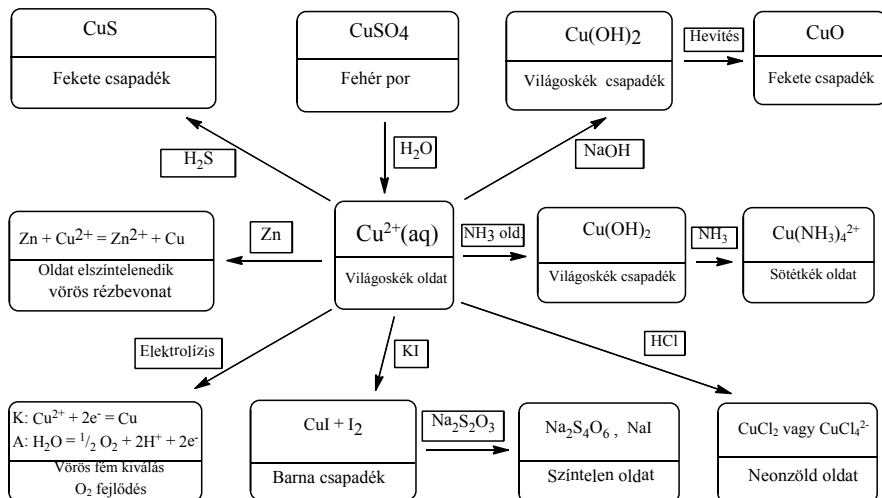 CuS
Fekete csapadék
CuSO4
Fehér por
Cu(OH)2
Világoskék csapadék
Hevítés
CuO
Fekete csapadék
H₂S
H₂O
NaOH
Zn + Cu²⁺ = Zn²⁺ + Cu
Oldat elszíntelenedik
vörös rézbevonat
Zn
Cu²⁺(aq)
Világoskék oldat
NH3 old.
Cu(OH)₂
Világoskék csapadék
NH₃
Cu(NH₃)₄²⁺
Sötétkék oldat
Elektrolízis
KI
HCl
K: Cu²⁺ + 2e⁻ = Cu
A: H₂O = ¹/₂ O₂ + 2H⁺ + 2e⁻
Vörös fém kiválás
O₂ fejlődés
CuI + I₂
Barna csapadék
Na₂S₂O₃
Na₂S₄O₆ , NaI
Színtelen oldat
CuCl₂ vagy CuCl₄²⁻
Neonzöld oldat